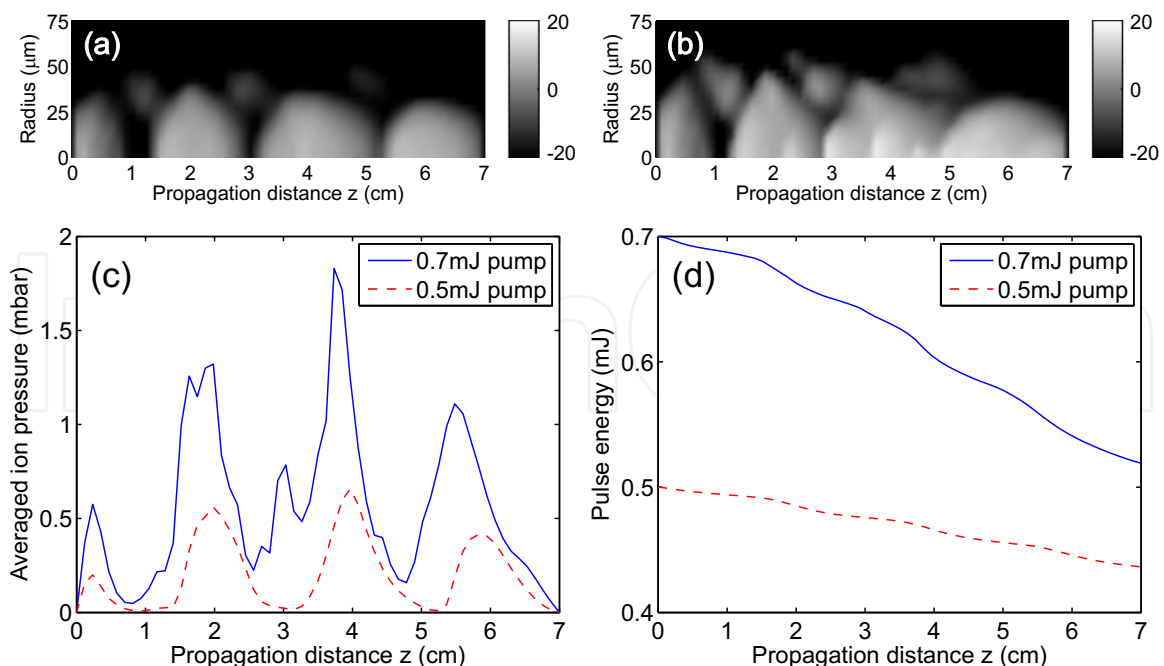 (a)
75
50
25
0
Radius (μm)
0 1 2 3 4 5 6 7
Propagation distance z (cm)
20
0
-20
(b)
75
50
25
0
Radius (μm)
0 1 2 3 4 5 6 7
Propagation distance z (cm)
20
0
-20
(c)
0.7mJ pump
0.5mJ pump
2
1.5
1
0.5
0
Averaged ion pressure (mbar)
0 1 2 3 4 5 6 7
Propagation distance z (cm)
(d)
0.7mJ pump
0.5mJ pump
0.7
0.6
0.5
0.4
Pulse energy (mJ)
0 1 2 3 4 5 6 7
Propagation distance z (cm)